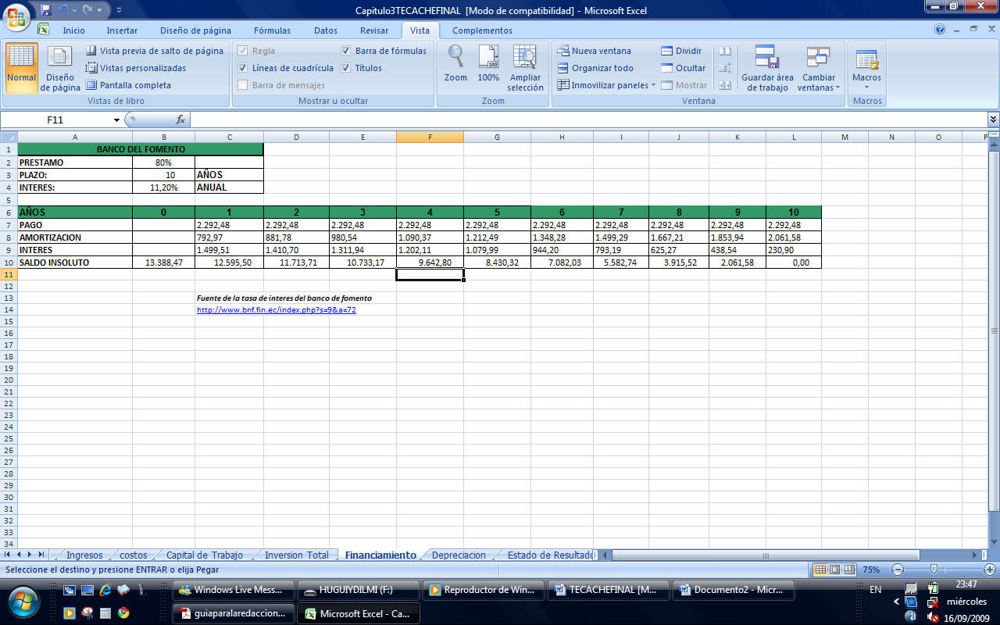 Capitulo3TECACHEFINAL [Modo de compatibilidad] - Microsoft Excel
Inicio Insertar Diseño de página Fórmulas Datos Revisar Vista Complementos
Normal
Diseño de página
Vista previa de salto de página
Vistas personalizadas
Pantalla completa
Vistas de libro
Regla
Líneas de cuadrícula
Barra de mensajes
Barra de fórmulas
Títulos
Mostrar u ocultar
Zoom
100%
Ampliar selección
Zoom
Nueva ventana
Organizar todo
Inmovilizar paneles
Dividir
Ocultar
Mostrar
Guardar área de trabajo
Cambiar ventanas
Ventana
Macros
Macros
F11 fx
A B C D E F G H I J K L M N O P
1 BANCO DEL FOMENTO
2 PRESTAMO 80%
3 PLAZO: 10 AÑOS
4 INTERES: 11,20% ANUAL
5
6 AÑOS 0 1 2 3 4 5 6 7 8 9 10
7 PAGO 2.292,48 2.292,48 2.292,48 2.292,48 2.292,48 2.292,48 2.292,48 2.292,48 2.292,48 2.292,48
8 AMORTIZACION 792,97 881,78 980,54 1.090,37 1.212,49 1.348,28 1.499,29 1.667,21 1.853,94 2.061,58
9 INTERES 1.499,51 1.410,70 1.311,94 1.202,11 1.079,99 944,20 793,19 625,27 438,54 230,90
10 SALDO INSOLUTO 13.388,47 12.595,50 11.713,71 10.733,17 9.642,80 8.430,32 7.082,03 5.582,74 3.915,52 2.061,58 0,00
11
12
13 Fuente de la tasa de interes del banco de fomento
14 http://www.bnf.fin.ec/index.php?s=9&a=72
15
16
17
18
19
20
21
22
23
24
25
26
27
28
29
30
31
32
33
34
Ingresos costos Capital de Trabajo Inversion Total Financiamiento Depreciacion Estado de Resultado
Seleccione el destino y presione ENTRAR o elija Pegar 75%
Windows Live Mess... HUGUIYDILMI (F:) Reproductor de Win... TECACHEFINAL [M... Documento2 - Micr... EN 23:47
miércoles
guiaparalaredaccion... Microsoft Excel - Ca... 16/09/2009